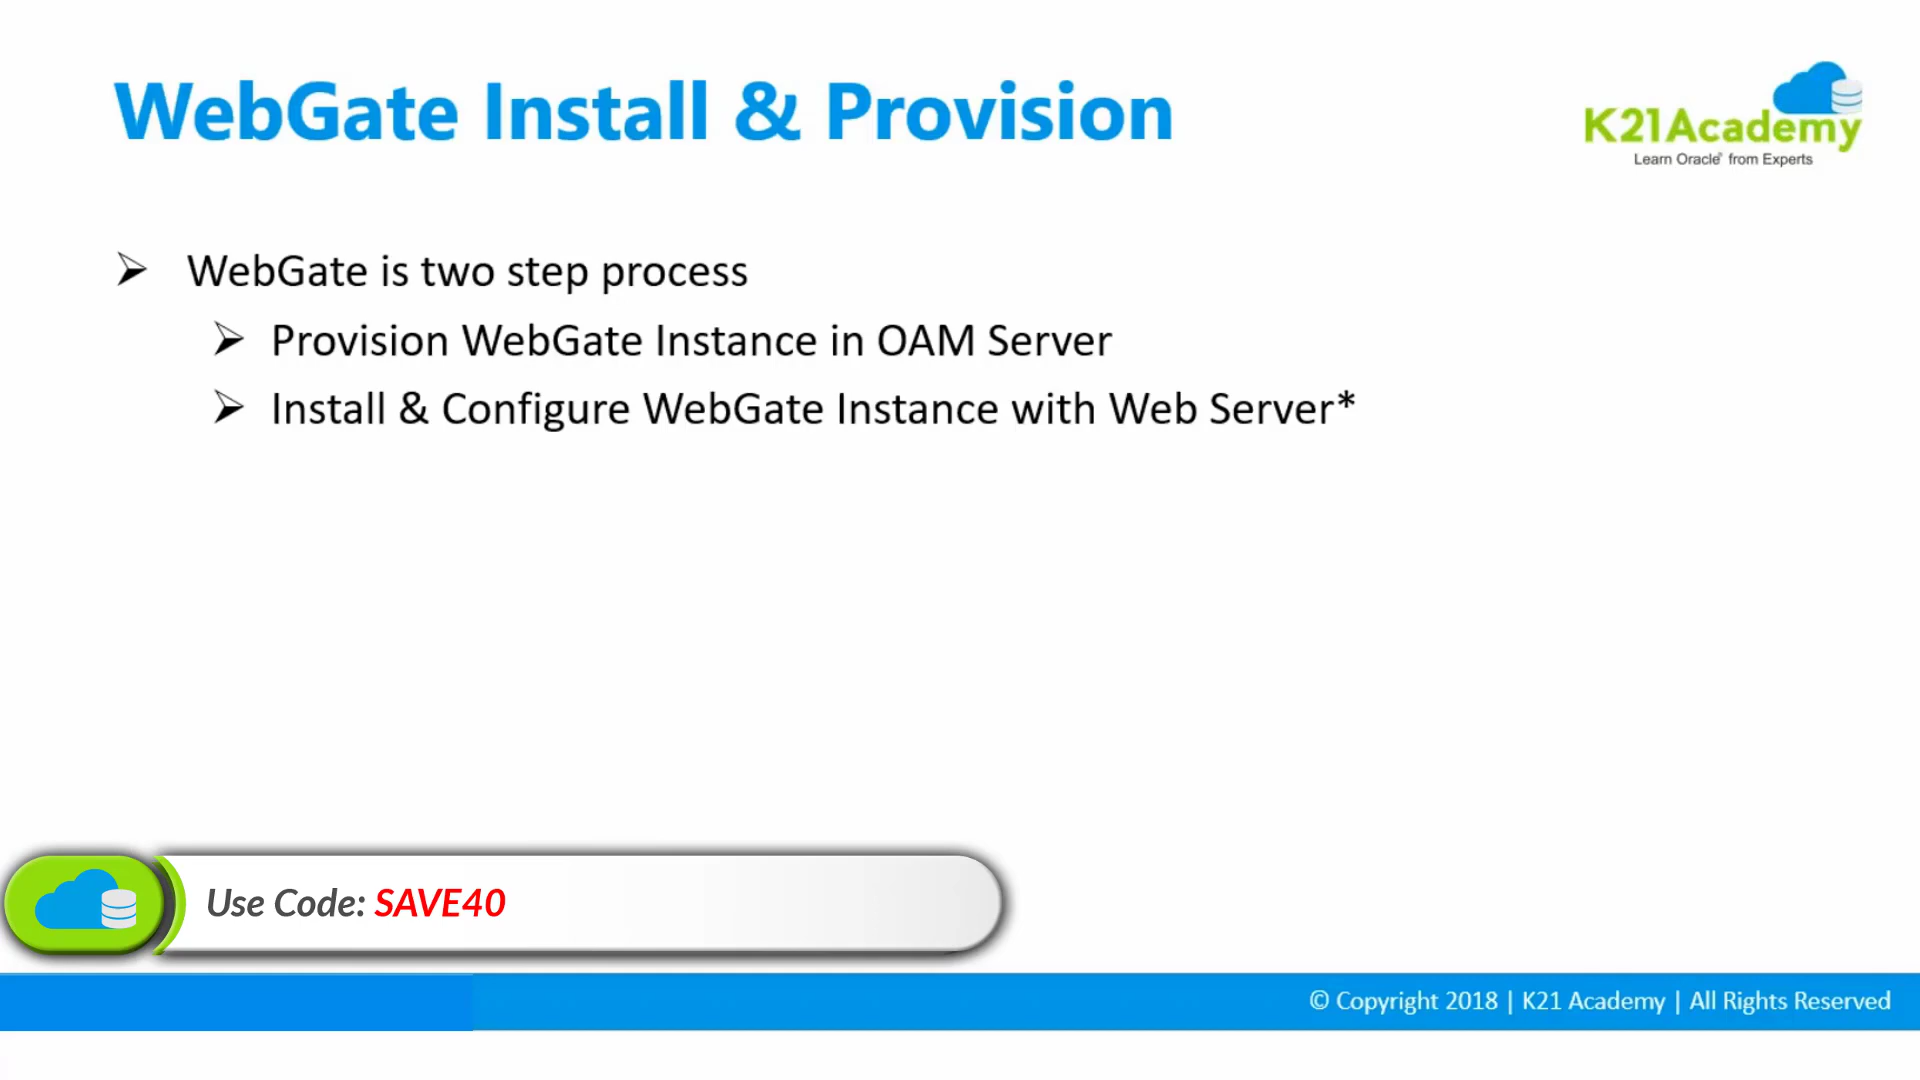 WebGate Install & Provision
K21Academy
Learn Oracle® from Experts
WebGate is two step process
Provision WebGate Instance in OAM Server
Install & Configure WebGate Instance with Web Server*
Use Code: SAVE40
© Copyright 2018 | K21 Academy | All Rights Reserved